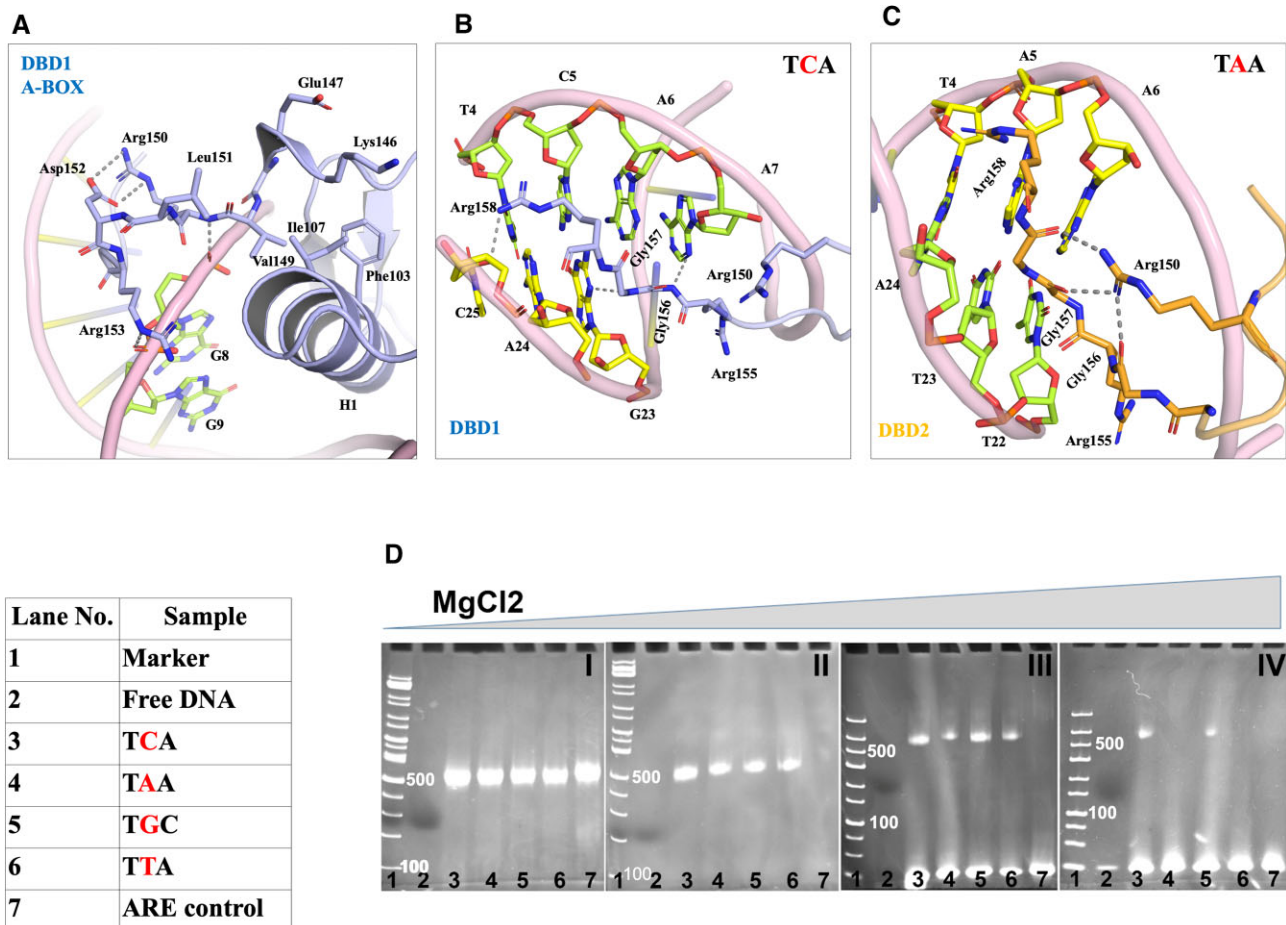 A
DBD1
A-BOX
Glu147
Arg150
Leu151
Lys146
Asp152
Ile107
Val149
Phe103
Arg153
G8
H1
G9
B
TCA
C5
T4
A6
A7
Arg158
Gly157
Arg150
C25
Gly156
A24
Arg155
G23
DBD1
C
TAA
A5
T4
A6
Arg158
Arg150
A24
Gly157
T23
Gly156
DBD2
Arg155
T22
Lane No. Sample
1 Marker
2 Free DNA
3 TCA
4 TAA
5 TGC
6 TTA
7 ARE control
D
MgCl2
I
500
100
1 2 3 4 5 6 7
II
500
100
1 2 3 4 5 6 7
III
500
100
1 2 3 4 5 6 7
IV
500
100
1 2 3 4 5 6 7